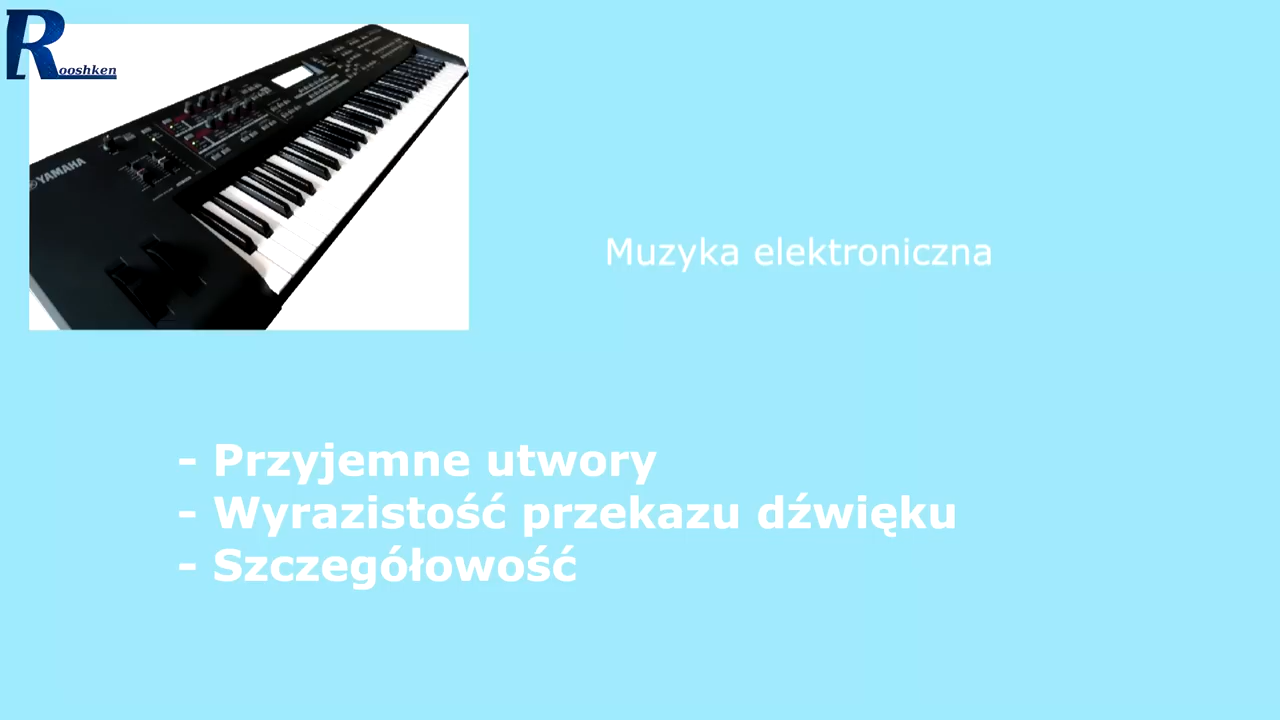 Rooshken
YAMAHA
Muzyka elektroniczna
- Przyjemne utwory
- Wyrazistość przekazu dźwięku
- Szczegółowość